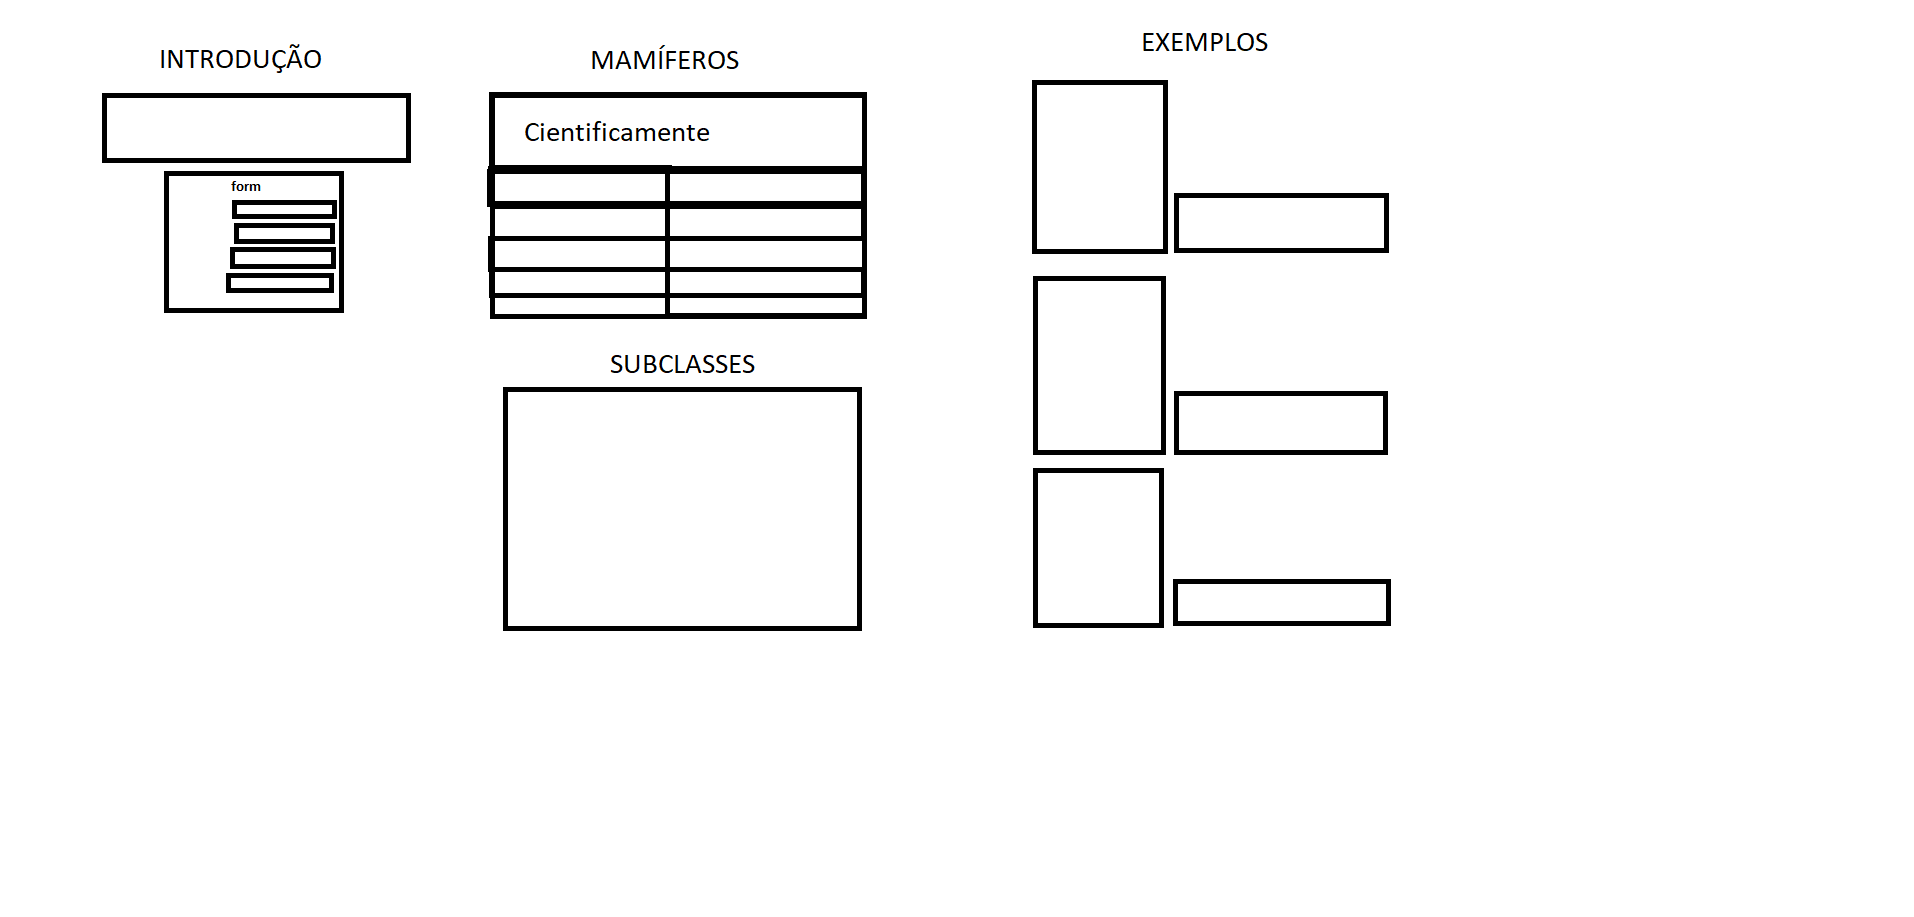 INTRODUÇÃO
form
MAMÍFEROS
Cientificamente
SUBCLASSES
EXEMPLOS